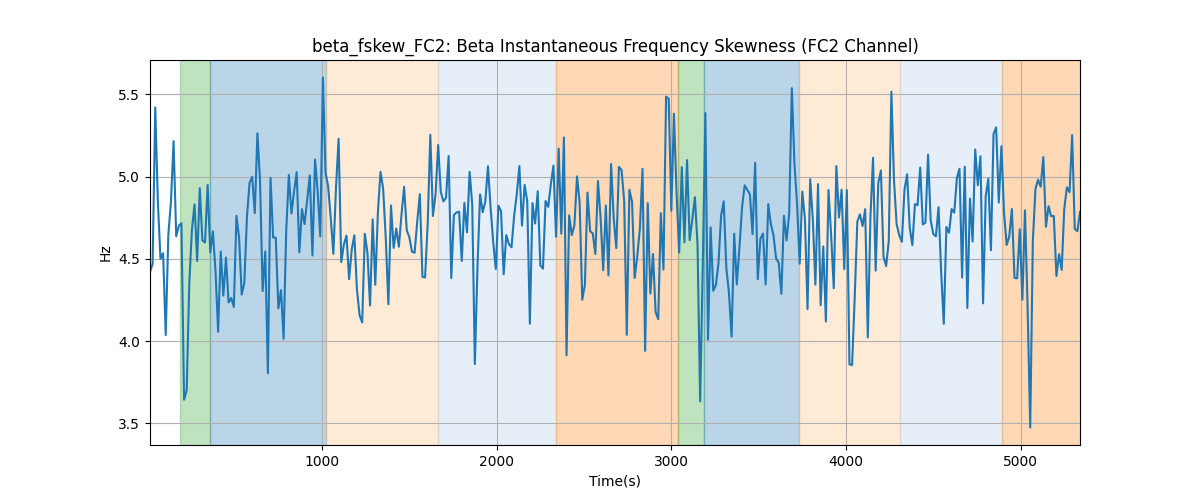 beta_fskew_FC2: Beta Instantaneous Frequency Skewness (FC2 Channel)
5.5
5.0
4.5
4.0
3.5
Hz
1000 2000 3000 4000 5000
Time(s)